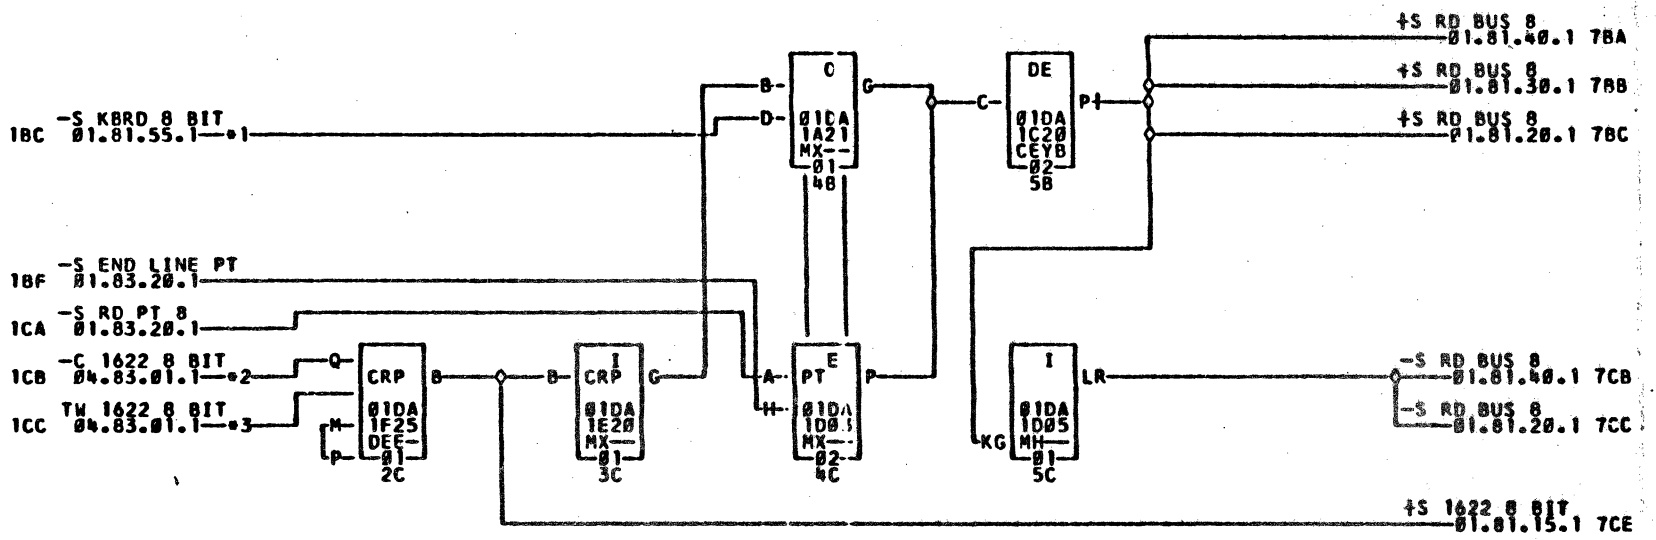 +S RD BUS 8
01.81.40.1 7BA
O
DE
+S RD BUS 8
B G
01.81.30.1 7BB
C P+
-S KBRD 8 BIT
D 01DA 01DA
+S RD BUS 8
1BC 01.81.55.1 *1
1A21 1C20
01.81.20.1 7BC
MX-- CEYB
01 02
4B 5B
-S END LINE PT
1BF 01.83.20.1
-S RD PT 8
1CA 01.83.20.1
-C 1622 8 BIT
Q I E I
-S RD BUS 8
1CB 04.83.01.1 *2
CRP B B CRP G A PT P LR
01.81.40.1 7CB
TW 1622 8 BIT
01DA 01DA H 01DA 01DA
-S RD BUS 8
1CC 04.83.01.1 *3
M 1F25 1E20 1D05
01.81.20.1 7CC
DEE- MX-- MX-- KG MH--
P 01 01 02 01
2C 3C 4C 5C
+S 1622 8 BIT
01.81.15.1 7CE